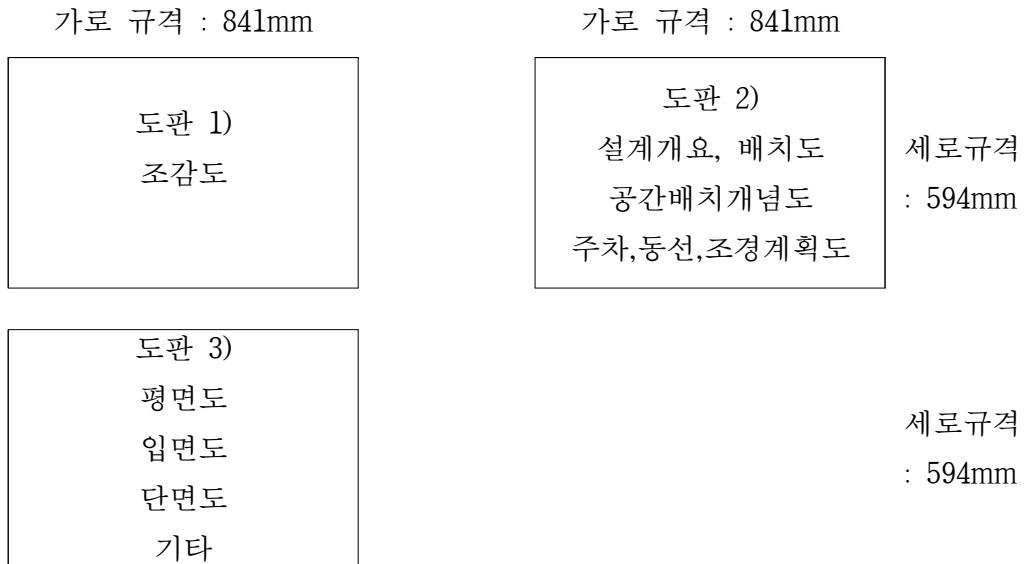 가로 규격 : 841mm
가로 규격 : 841mm
도판 1)
조감도
도판 2)
설계개요, 배치도
공간배치개념도
주차,동선,조경계획도
세로규격
: 594mm
도판 3)
평면도
입면도
단면도
기타
세로규격
: 594mm